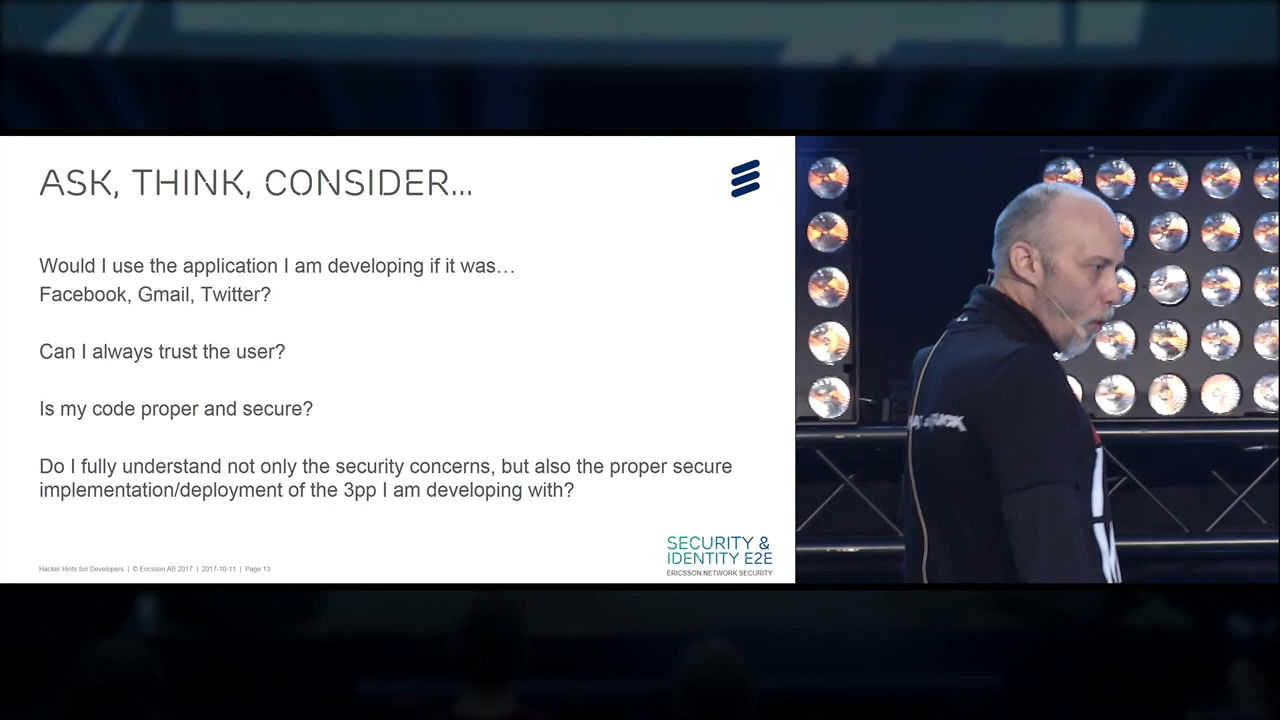 ASK, THINK, CONSIDER...
Would I use the application I am developing if it was…
Facebook, Gmail, Twitter?
Can I always trust the user?
Is my code proper and secure?
Do I fully understand not only the security concerns, but also the proper secure
implementation/deployment of the 3pp I am developing with?
SECURITY &
IDENTITY E2E
ERICSSON NETWORK SECURITY
Hacker Hints for Developers | © Ericsson AB 2017 | 2017-10-11 | Page 13